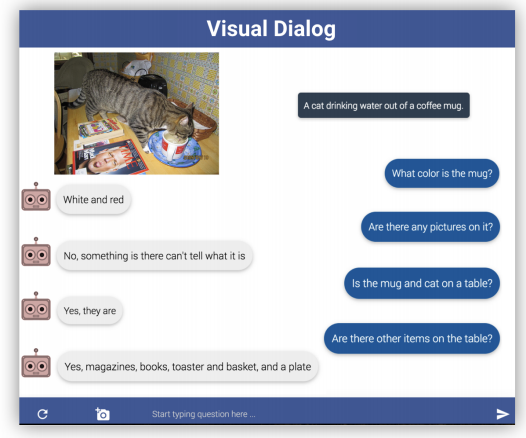 Visual Dialog
A cat drinking water out of a coffee mug.
What color is the mug?
White and red
Are there any pictures on it?
No, something is there can't tell what it is
Is the mug and cat on a table?
Yes, they are
Are there other items on the table?
Yes, magazines, books, toaster and basket, and a plate
Start typing question here ...